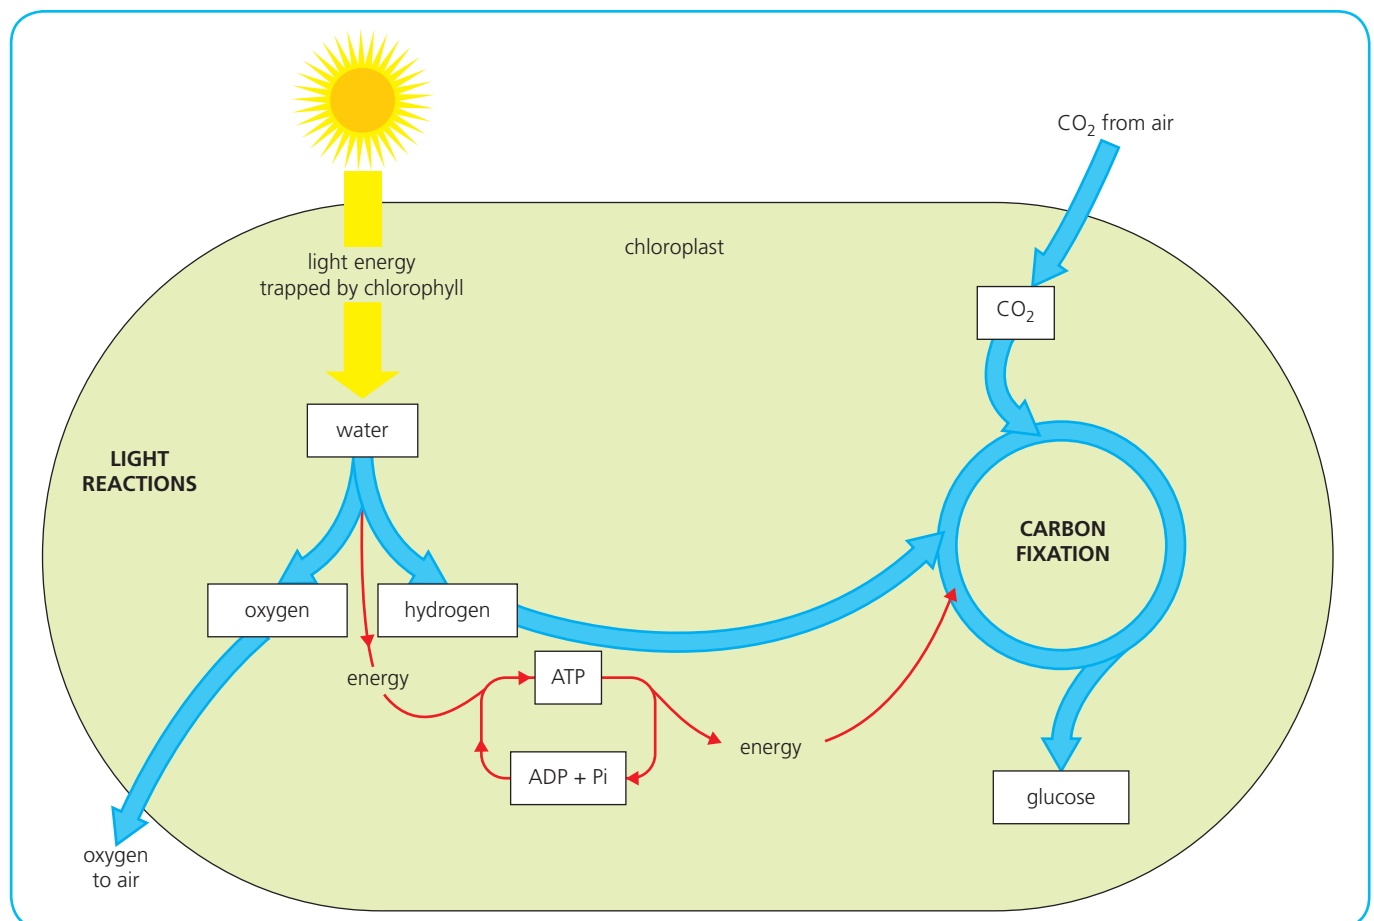 CO₂ from air
chloroplast
light energy
trapped by chlorophyll
CO₂
water
LIGHT
REACTIONS
CARBON
FIXATION
oxygen
hydrogen
energy
ATP
energy
ADP + Pi
glucose
oxygen
to air